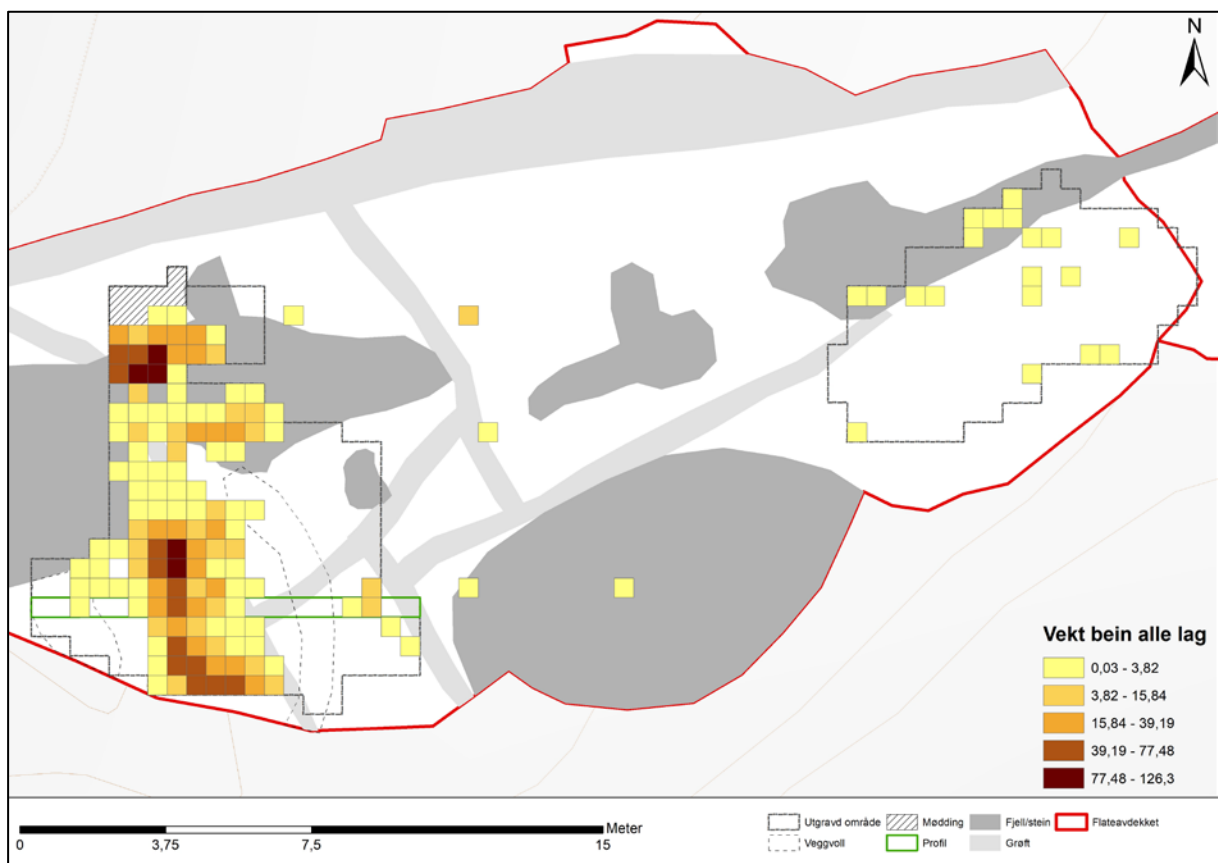 N
Vekt bein alle lag
0,03 - 3,82
3,82 - 15,84
15,84 - 39,19
39,19 - 77,48
77,48 - 126,3
Meter
0 3,75 7,5 15
Utgravd område Mødding Fjell/stein Flateavdekket
Veggvoll Profil Grøft